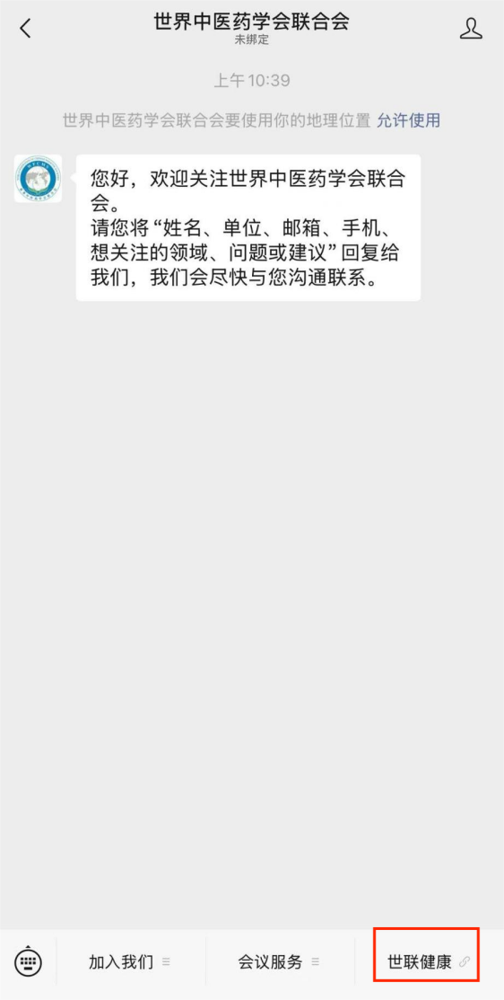 世界中医药学会联合会
未绑定
上午10:39
世界中医药学会联合会要使用你的地理位置 允许使用
您好，欢迎关注世界中医药学会联合
会。
请您将“姓名、单位、邮箱、手机、
想关注的领域、问题或建议”回复给
我们，我们会尽快与您沟通联系。
加入我们
会议服务
世联健康